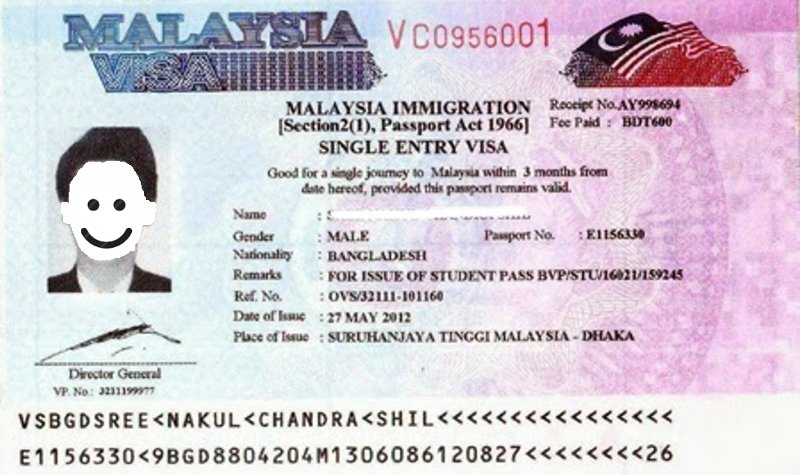 MALAYSIA
VISA
VC0956001
MALAYSIA IMMIGRATION
[Section2(1), Passport Act 1966]
SINGLE ENTRY VISA
Receipt No.AY998694
Fee Paid : BDT600
Good for a single journey to Malaysia within 3 months from
date hereof, provided this passport remains valid.
Name :
Gender : MALE Passport No. : E1156330
Nationality : BANGLADESH
Remarks : FOR ISSUE OF STUDENT PASS BVP/STU/16021/159245
Ref. No. : OVS/32111-101160
Date of Issue : 27 MAY 2012
Place of Issue : SURUHANJAYA TINGGI MALAYSIA - DHAKA
Director General
VP. No.: 3211199977
VSBGDSREE<NAKUL<CHANDRA<SHIL<<<<<<<<<<<<<<<<
E1156330<9BGD8804204M1306086120827<<<<<<<<26